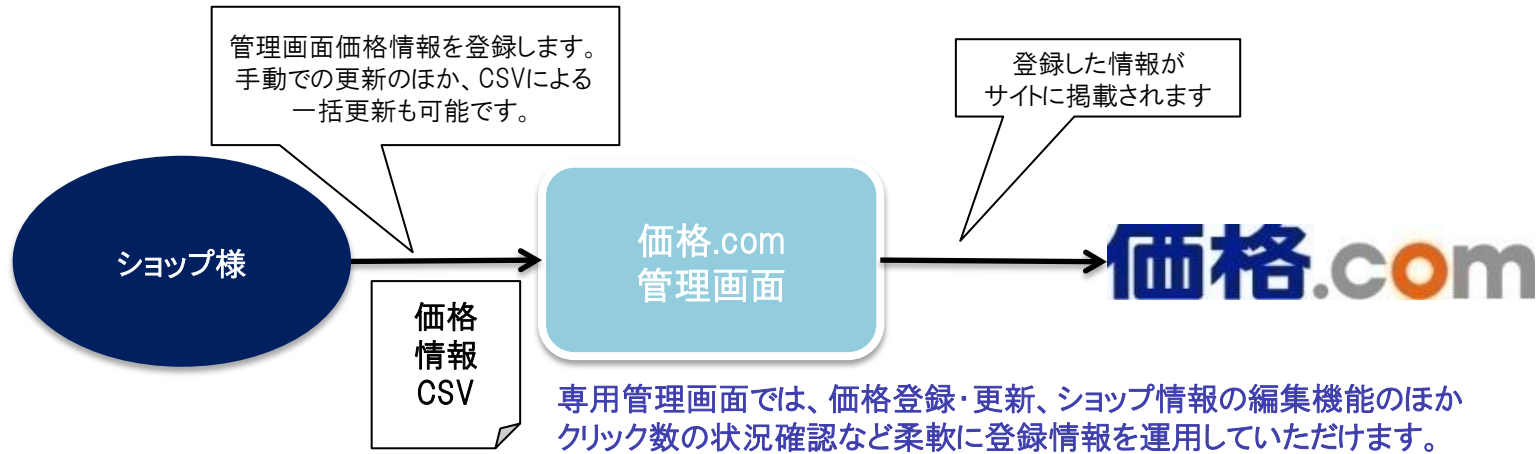 管理画面価格情報を登録します。
手動での更新のほか、CSVによる
一括更新も可能です。
登録した情報が
サイトに掲載されます
ショップ様
価格.com
管理画面
価格.com
価格
情報
CSV
専用管理画面では、価格登録・更新、ショップ情報の編集機能のほか
クリック数の状況確認など柔軟に登録情報を運用していただけます。